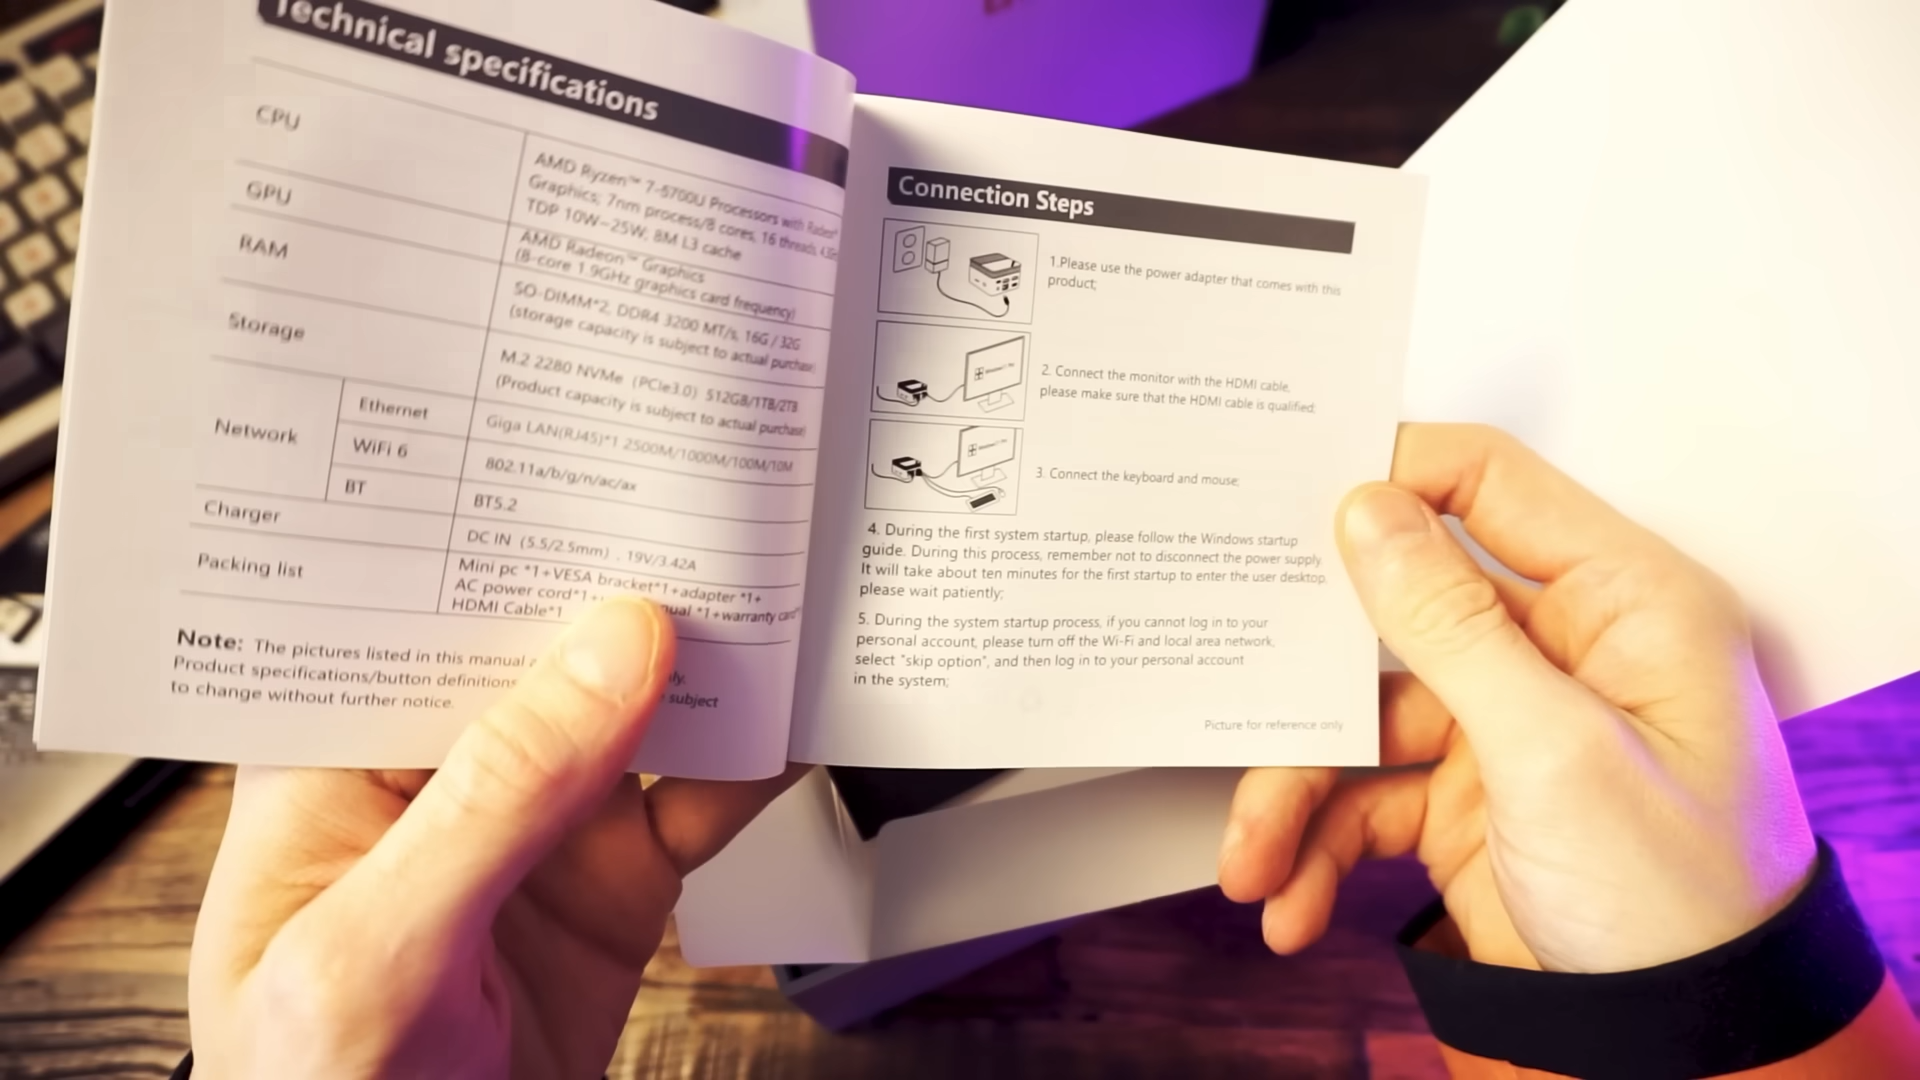 Technical specifications
CPU
AMD Ryzen™ 7-5700U Processors with Radeon™
Graphics; 7nm process/8 cores, 16 threads,
TDP 10W~25W; 8M L3 cache
GPU
AMD Radeon™ Graphics
(8-core 1.9GHz graphics card frequency)
RAM
SO-DIMM*2, DDR4 3200 MT/s, 16G / 32G
(storage capacity is subject to actual purchase)
Storage
M.2 2280 NVMe (PCIe3.0) 512GB/1TB/2TB
(Product capacity is subject to actual purchase)
Network
Ethernet
Giga LAN(RJ45)*1 2500M/1000M/100M/10M
WiFi 6
802.11a/b/g/n/ac/ax
BT
BT5.2
Charger
DC IN (5.5/2.5mm) , 19V/3.42A
Packing list
Mini pc *1+VESA bracket*1+adapter *1+
AC power cord*1+ *1+warranty card*
HDMI Cable*1
Note: The pictures listed in this manual
Product specifications/button definitions subject
to change without further notice.
Connection Steps
1.Please use the power adapter that comes with this
product;
2. Connect the monitor with the HDMI cable,
please make sure that the HDMI cable is qualified;
3. Connect the keyboard and mouse;
4. During the first system startup, please follow the Windows startup
guide. During this process, remember not to disconnect the power supply.
It will take about ten minutes for the first startup to enter the user desktop,
please wait patiently;
5. During the system startup process, if you cannot log in to your
personal account, please turn off the Wi-Fi and local area network,
select "skip option", and then log in to your personal account
in the system;
Picture for reference only